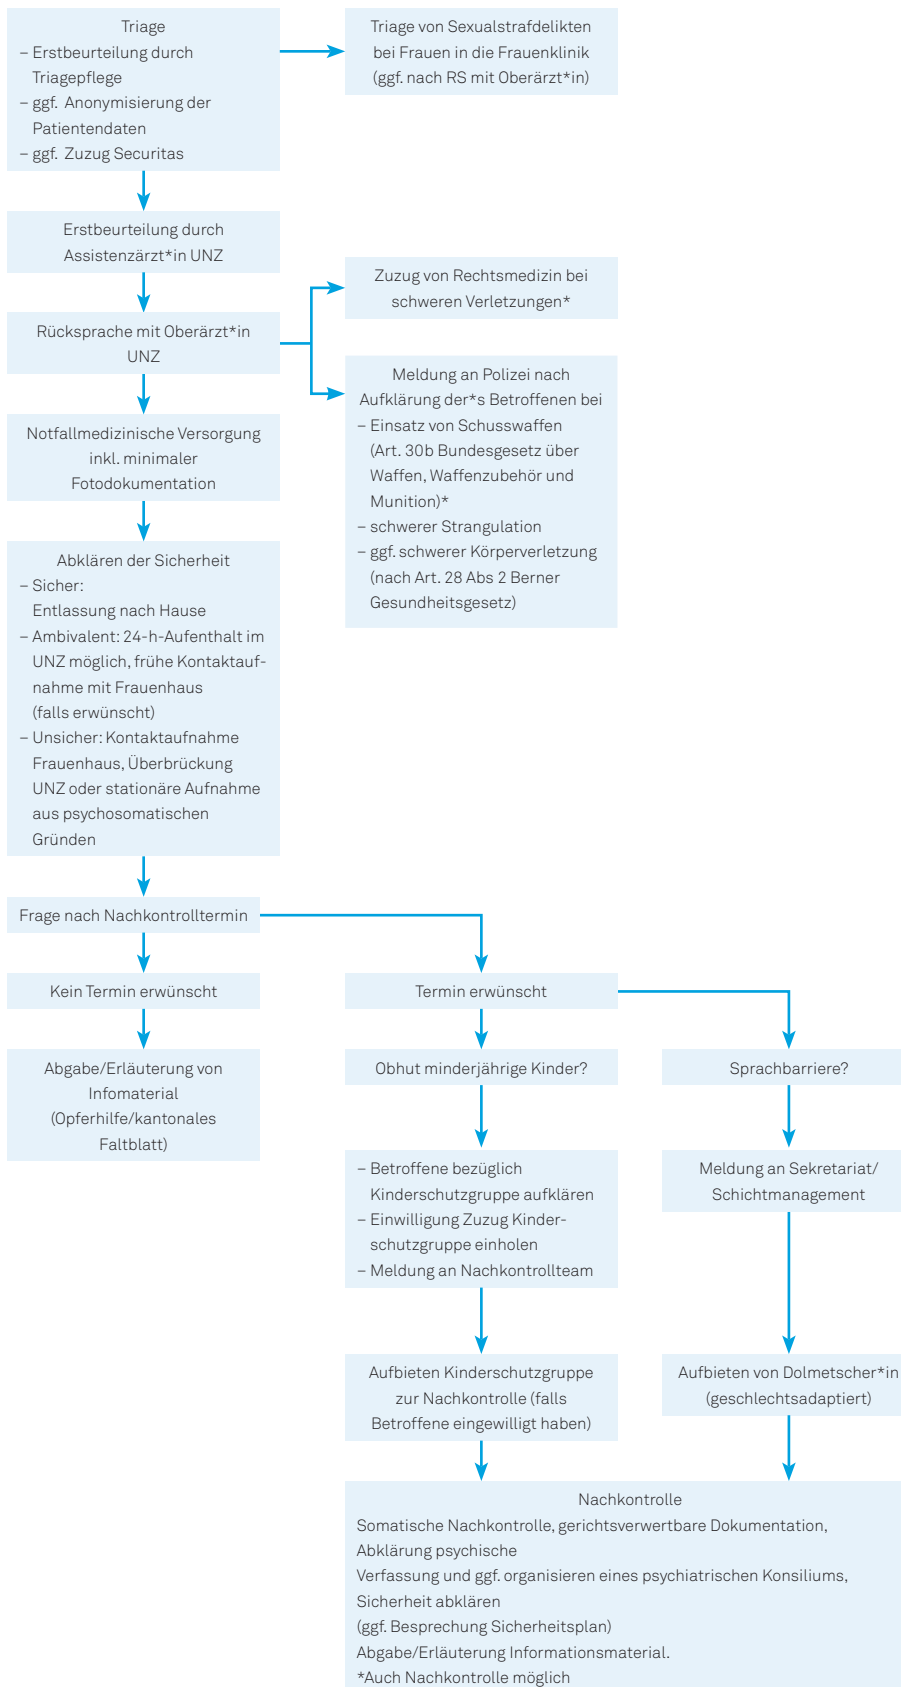 Triage
– Erstbeurteilung durch
Triagepflege
– ggf. Anonymisierung der
Patientendaten
– ggf. Zuzug Securitas
Triage von Sexualstrafdelikten
bei Frauen in die Frauenklinik
(ggf. nach RS mit Oberärzt*in)
Erstbeurteilung durch
Assistenzärzt*in UNZ
Rücksprache mit Oberärzt*in
UNZ
Zuzug von Rechtsmedizin bei
schweren Verletzungen*
Meldung an Polizei nach
Aufklärung der*s Betroffenen bei
– Einsatz von Schusswaffen
(Art. 30b Bundesgesetz über
Waffen, Waffenzubehör und
Munition)*
– schwerer Strangulation
– ggf. schwerer Körperverletzung
(nach Art. 28 Abs 2 Berner
Gesundheitsgesetz)
Notfallmedizinische Versorgung
inkl. minimaler
Fotodokumentation
Abklären der Sicherheit
– Sicher:
Entlassung nach Hause
– Ambivalent: 24-h-Aufenthalt im
UNZ möglich, frühe Kontaktauf-
nahme mit Frauenhaus
(falls erwünscht)
– Unsicher: Kontaktaufnahme
Frauenhaus, Überbrückung
UNZ oder stationäre Aufnahme
aus psychosomatischen
Gründen
Frage nach Nachkontrolltermin
Kein Termin erwünscht
Abgabe/Erläuterung von
Infomaterial
(Opferhilfe/kantonales
Faltblatt)
Termin erwünscht
Obhut minderjährige Kinder?
– Betroffene bezüglich
Kinderschutzgruppe aufklären
– Einwilligung Zuzug Kinder-
schutzgruppe einholen
– Meldung an Nachkontrollteam
Aufbieten Kinderschutzgruppe
zur Nachkontrolle (falls
Betroffene eingewilligt haben)
Sprachbarriere?
Meldung an Sekretariat/
Schichtmanagement
Aufbieten von Dolmetscher*in
(geschlechtsadaptiert)
Nachkontrolle
Somatische Nachkontrolle, gerichtsverwertbare Dokumentation,
Abklärung psychische
Verfassung und ggf. organisieren eines psychiatrischen Konsiliums,
Sicherheit abklären
(ggf. Besprechung Sicherheitsplan)
Abgabe/Erläuterung Informationsmaterial.
*Auch Nachkontrolle möglich